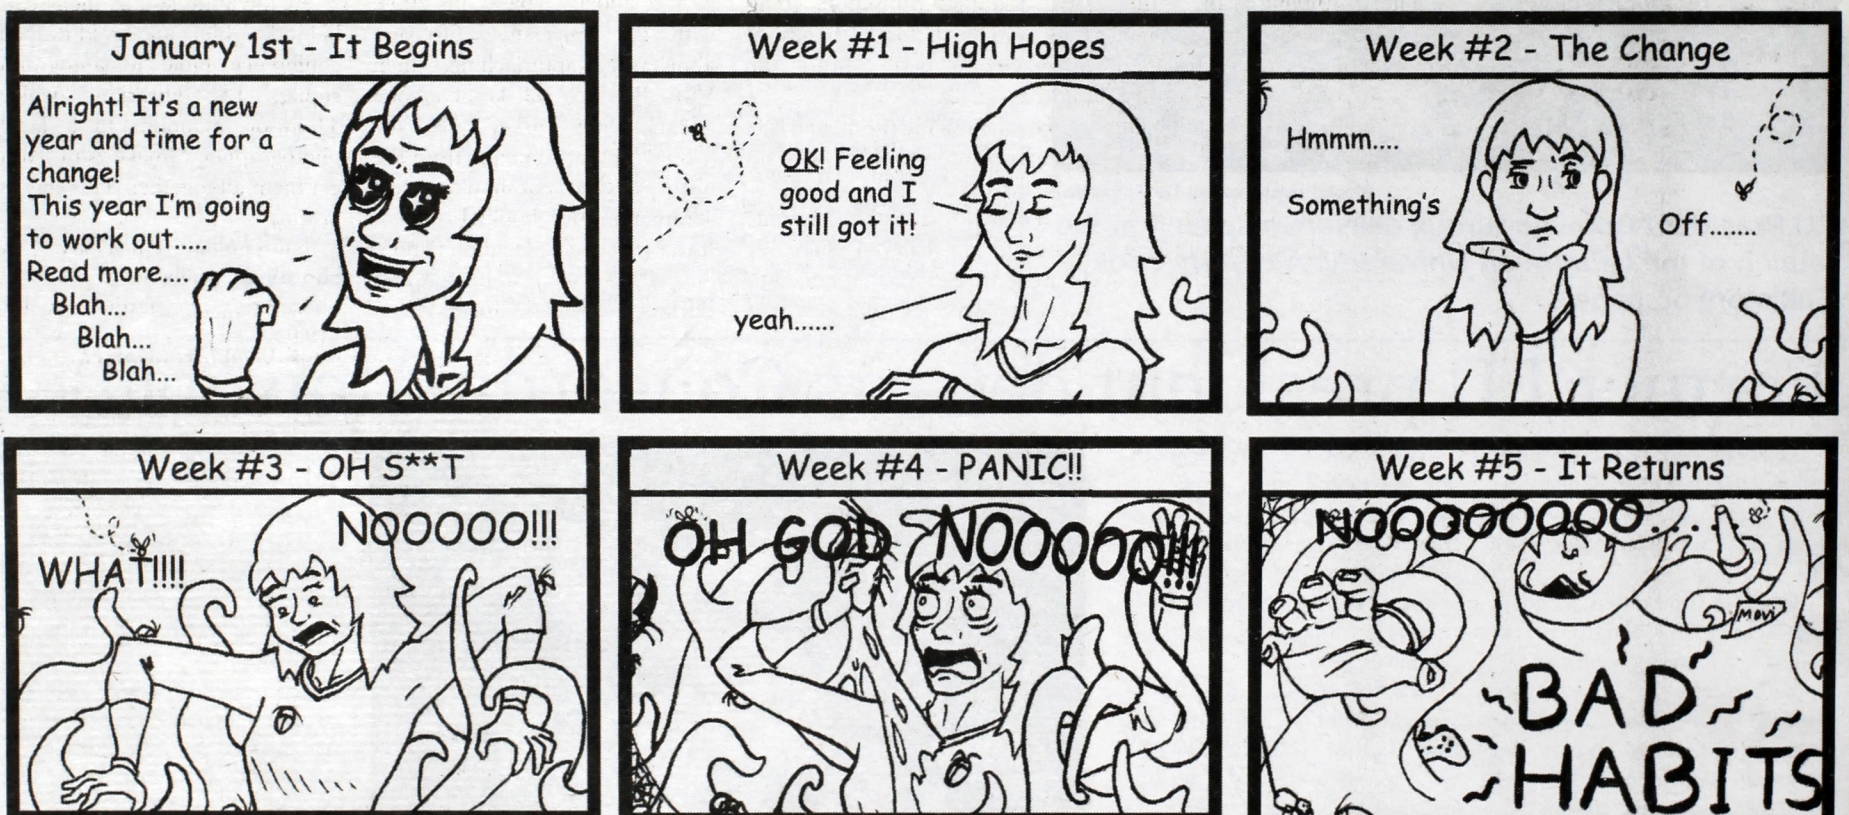 January 1st - It Begins
Alright! It's a new
year and time for a
change!
This year I'm going
to work out......
Read more....
Blah...
Blah...
Blah...
Week #1 - High Hopes
OK! Feeling
good and I
still got it!
yeah......
Week #2 - The Change
Hmmm....
Something's
Off.......
Week #3 - OH S**T
WHAT!!!!
NOOOOO!!!
Week #4 - PANIC!!
OH GOD NOOOOO!!!
Week #5 - It Returns
NOOOOOOOO....
MOVI
BAD
HABITS